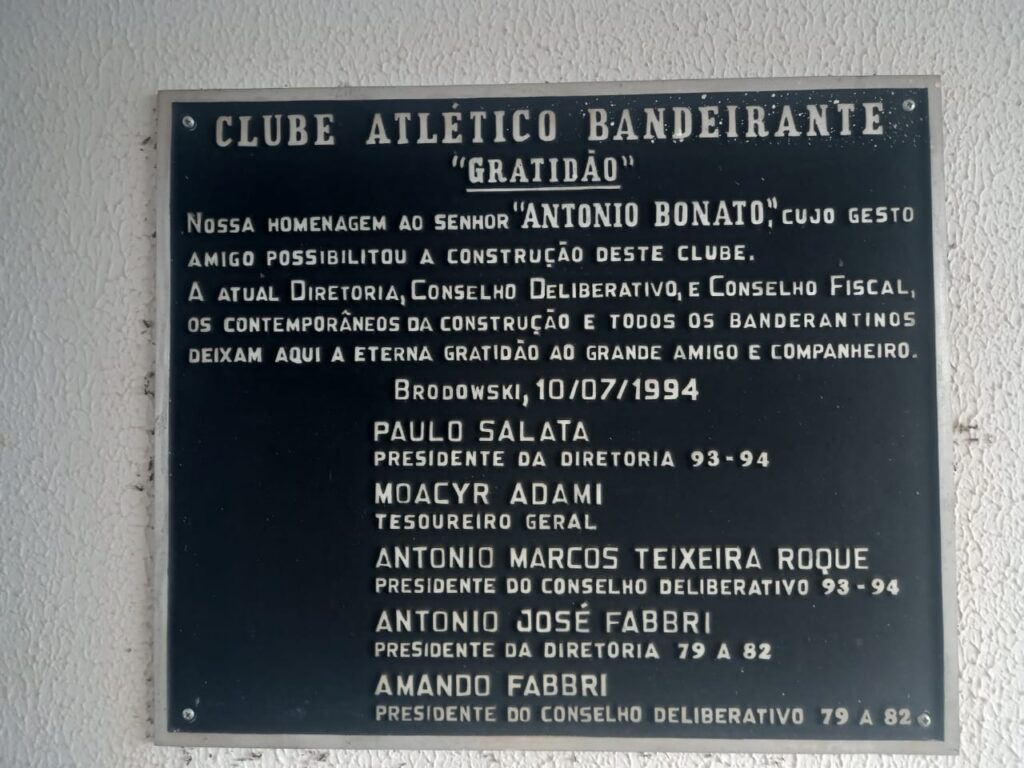 CLUBE ATLÉTICO BANDEIRANTE
"GRATIDÃO"
NOSSA HOMENAGEM AO SENHOR "ANTONIO BONATO", CUJO GESTO
AMIGO POSSIBILITOU A CONSTRUÇÃO DESTE CLUBE.
A ATUAL DIRETORIA, CONSELHO DELIBERATIVO, E CONSELHO FISCAL,
OS CONTEMPORÂNEOS DA CONSTRUÇÃO E TODOS OS BANDERANTINOS
DEIXAM AQUI A ETERNA GRATIDÃO AO GRANDE AMIGO E COMPANHEIRO.
BRODOWSKI, 10/07/1994
PAULO SALATA
PRESIDENTE DA DIRETORIA 93-94
MOACYR ADAMI
TESOUREIRO GERAL
ANTONIO MARCOS TEIXEIRA ROQUE
PRESIDENTE DO CONSELHO DELIBERATIVO 93-94
ANTONIO JOSÉ FABBRI
PRESIDENTE DA DIRETORIA 79 A 82
AMANDO FABBRI
PRESIDENTE DO CONSELHO DELIBERATIVO 79 A 82